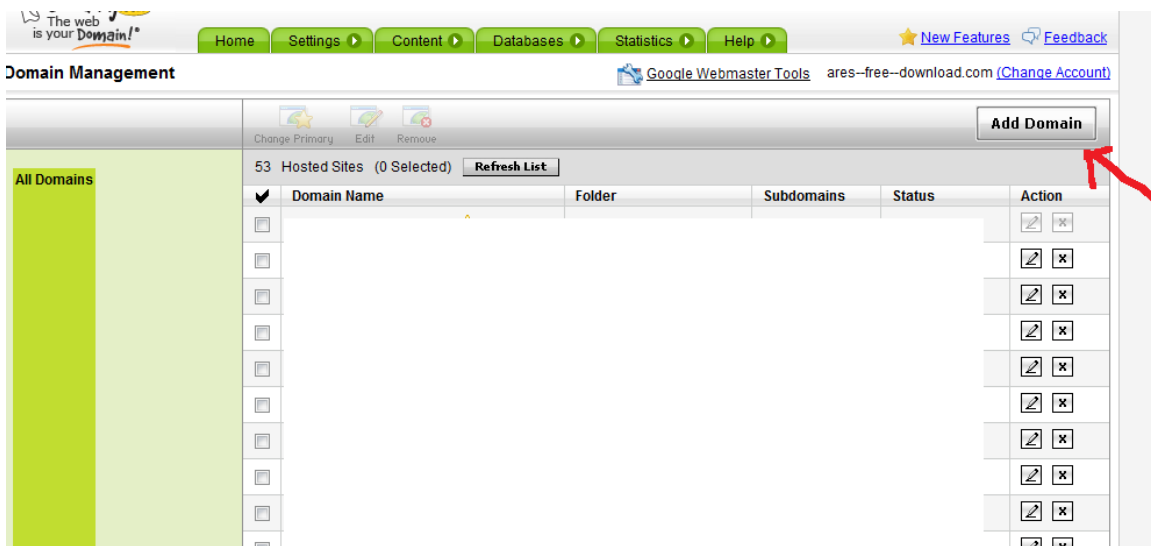 The web
is your Domain!®
Home Settings Content Databases Statistics Help New Features Feedback
Domain Management Google Webmaster Tools ares--free--download.com (Change Account)
Change Primary Edit Remove Add Domain
53 Hosted Sites (0 Selected) Refresh List
All Domains
Domain Name Folder Subdomains Status Action